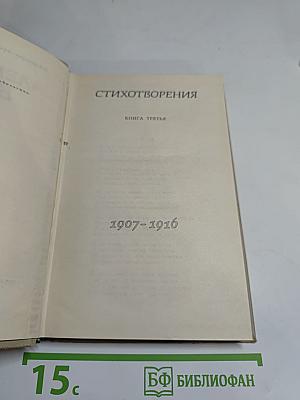 СТИХОТВОРЕНИЯ
КНИГА ТРЕТЬЯ
1907–1916
15с
БФ БИБЛИОФАН